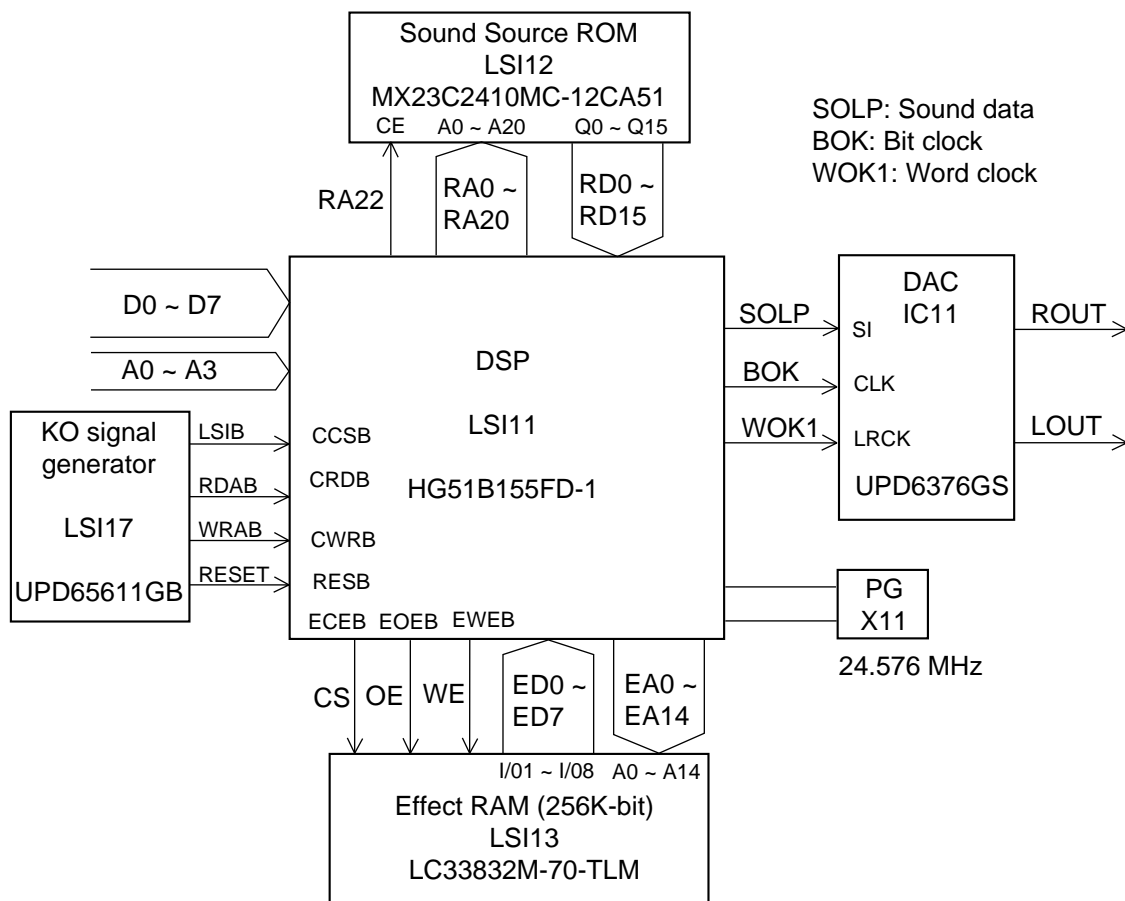 Sound Source ROM
LSI12
MX23C2410MC-12CA51
CE A0 ~ A20 Q0 ~ Q15
SOLP: Sound data
BOK: Bit clock
WOK1: Word clock
RA22
RA0 ~
RA20
RD0 ~
RD15
D0 ~ D7
A0 ~ A3
KO signal
generator
LSI17
UPD65611GB
LSIB
RDAB
WRAB
RESET
CCSB
CRDB
CWRB
RESB
DSP
LSI11
HG51B155FD-1
ECEB EOEB EWEB
SOLP
BOK
WOK1
DAC
IC11
SI
CLK
LRCK
UPD6376GS
ROUT
LOUT
PG
X11
24.576 MHz
CS
OE
WE
ED0 ~
ED7
EA0 ~
EA14
I/01 ~ I/08 A0 ~ A14
Effect RAM (256K-bit)
LSI13
LC33832M-70-TLM